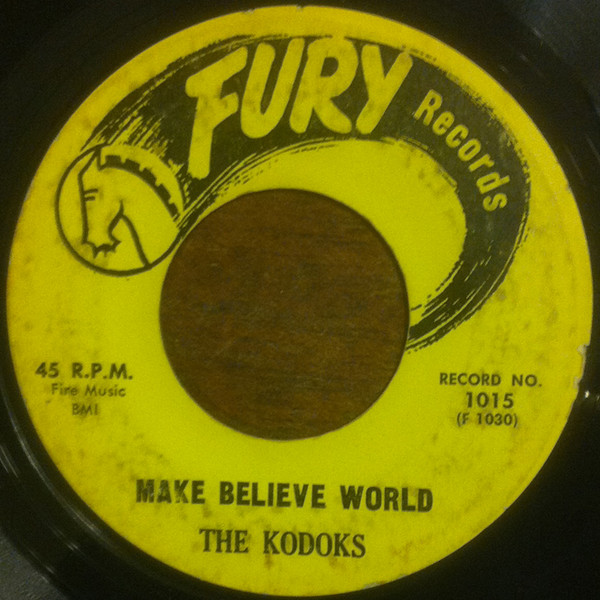 FURY
Records
45 R.P.M.
Fire Music
BMI
RECORD NO.
1015
(F 1030)
MAKE BELIEVE WORLD
THE KODOKS